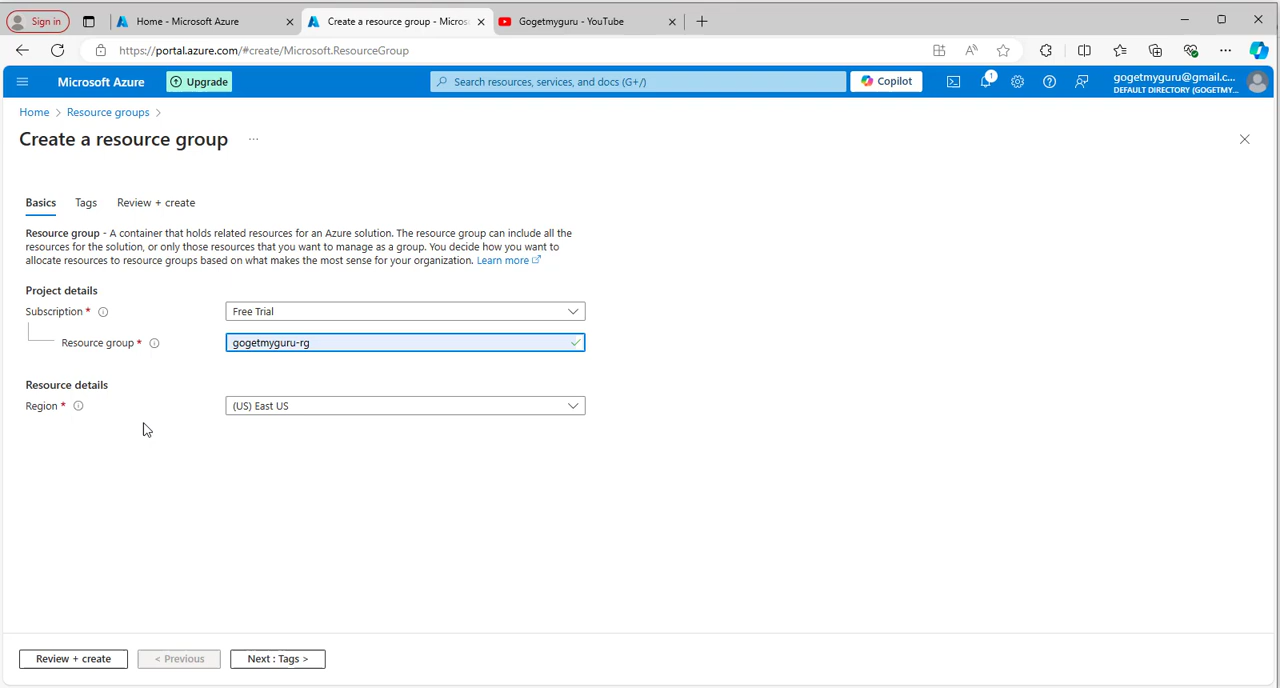 Sign in
Home - Microsoft Azure
Create a resource group - Micros
Gogetmyguru - YouTube
https://portal.azure.com/#create/Microsoft.ResourceGroup
Microsoft Azure
Upgrade
Search resources, services, and docs (G+/)
Copilot
1
gogetmyguru@gmail.c...
DEFAULT DIRECTORY (GOGETMY...
Home > Resource groups >
Create a resource group ...
Basics
Tags
Review + create
Resource group - A container that holds related resources for an Azure solution. The resource group can include all the
resources for the solution, or only those resources that you want to manage as a group. You decide how you want to
allocate resources to resource groups based on what makes the most sense for your organization. Learn more
Project details
Subscription *
Free Trial
Resource group *
gogetmyguru-rg
Resource details
Region *
(US) East US
Review + create
< Previous
Next : Tags >